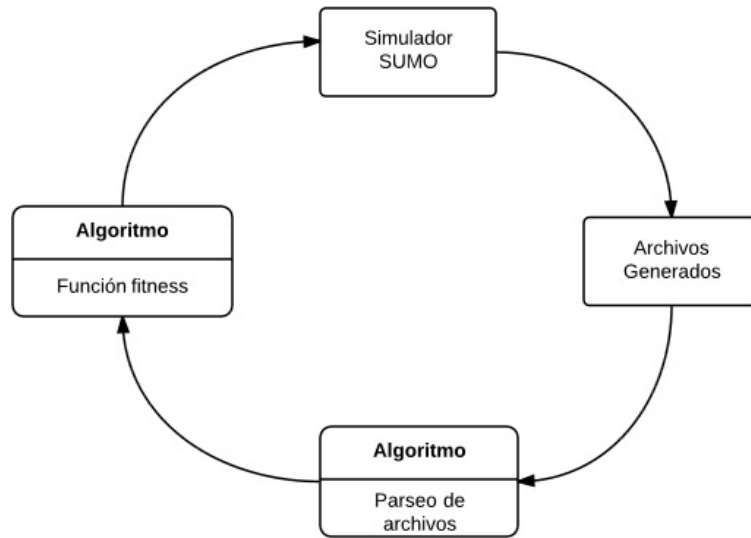 Simulador
SUMO
Algoritmo
Función fitness
Archivos
Generados
Algoritmo
Parseo de
archivos